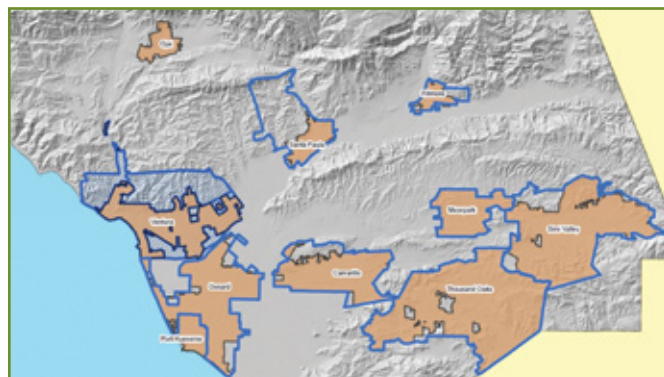 Ojai
Fillmore
Santa Paula
Ventura
Moorpark
Simi Valley
Oxnard
Camarillo
Thousand Oaks
Port Hueneme